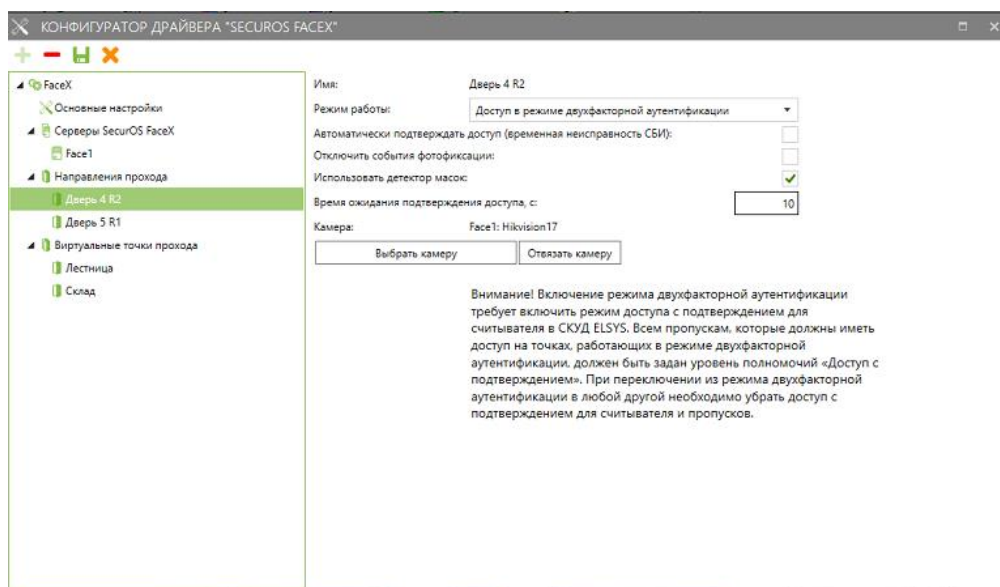 КОНФИГУРАТОР ДРАЙВЕРА "SECUROS FACEX"
FaceX
Основные настройки
Серверы SecurOS FaceX
Face1
Направления прохода
Дверь 4 R2
Дверь 5 R1
Виртуальные точки прохода
Лестница
Склад
Имя: Дверь 4 R2
Режим работы: Доступ в режиме двухфакторной аутентификации
Автоматически подтверждать доступ (временная неисправность СБИ):
Отключить события фотофиксации:
Использовать детектор масок:
Время ожидания подтверждения доступа, с: 10
Камера: Face1: Hikvision17
Выбрать камеру Отвязать камеру
Внимание! Включение режима двухфакторной аутентификации
требует включить режим доступа с подтверждением для
считывателя в СКУД ELSYS. Всем пропускам, которые должны иметь
доступ на точках, работающих в режиме двухфакторной
аутентификации, должен быть задан уровень полномочий «Доступ с
подтверждением». При переключении из режима двухфакторной
аутентификации в любой другой необходимо убрать доступ с
подтверждением для считывателя и пропусков.